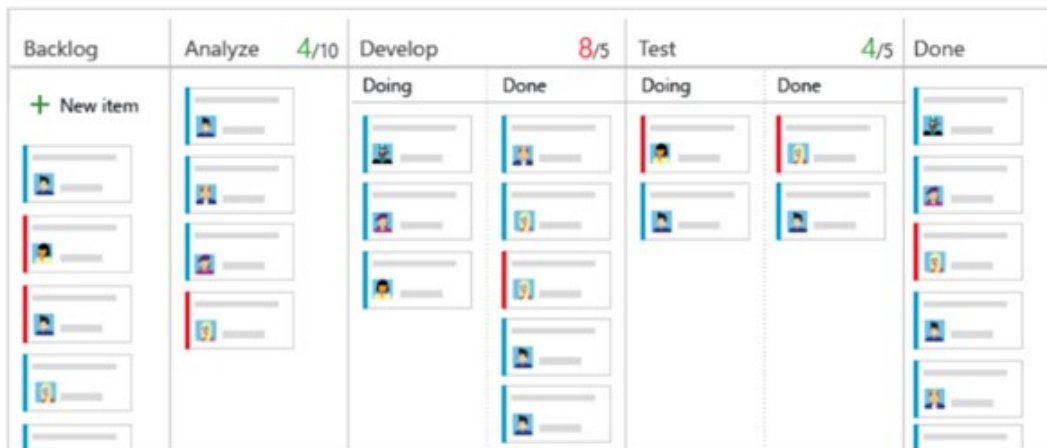 Backlog
Analyze 4/10
Develop 8/5
Test 4/5
Done
Doing
Done
Doing
Done
+ New item